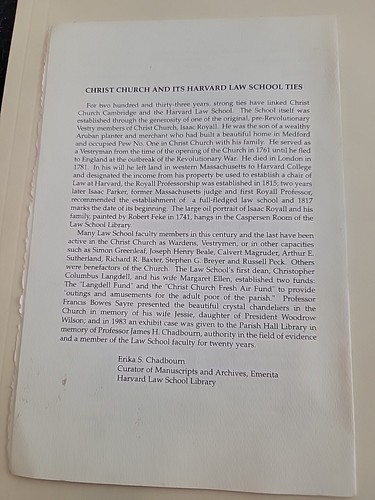 CHRIST CHURCH AND ITS HARVARD LAW SCHOOL TIES
For two hundred and thirty-three years, strong ties have linked Christ
Church Cambridge and the Harvard Law School. The School itself was
established through the generosity of one of the original, pre-Revolutionary
Vestry members of Christ Church, Isaac Royall. He was the son of a wealthy
Aruban planter and merchant who had built a beautiful home in Medford
and occupied Pew No. One in Christ Church with his family. He served as
a Vestryman from the time of the opening of the Church in 1761 until he fled
to England at the outbreak of the Revolutionary War. He died in London in
1781. In his will he left land in western Massachusetts to Harvard College
and designated the income from his property be used to establish a chair of
Law at Harvard, the Royall Professorship was established in 1815; two years
later Isaac Parker, former Massachusetts judge and first Royall Professor,
recommended the establishment of a full-fledged law school and 1817
marks the date of its beginning. The large oil portrait of Isaac Royall and his
family, painted by Robert Feke in 1741, hangs in the Caspersen Room of the
Law School Library.
Many Law School faculty members in this century and the last have been
active in the Christ Church as Wardens, Vestrymen, or in other capacities
such as Simon Greenleaf, Joseph Henry Beale, Calvert Magruder, Arthur E.
Sutherland, Richard R. Baxter, Stephen G. Breyer and Russell Peck. Others
were benefactors of the Church. The Law School's first dean, Christopher
Columbus Langdell, and his wife Margaret Ellen, established two funds:
The "Langdell Fund" and the "Christ Church Fresh Air Fund" to provide
"outings and amusements for the adult poor of the parish." Professor
Francis Bowes Sayre presented the beautiful crystal chandeliers in the
Church in memory of his wife Jessie, daughter of President Woodrow
Wilson; and in 1983 an exhibit case was given to the Parish Hall Library in
memory of Professor James H. Chadbourn, authority in the field of evidence
and a member of the Law School faculty for twenty years.
Erika S. Chadbourn
Curator of Manuscripts and Archives, Emerita
Harvard Law School Library